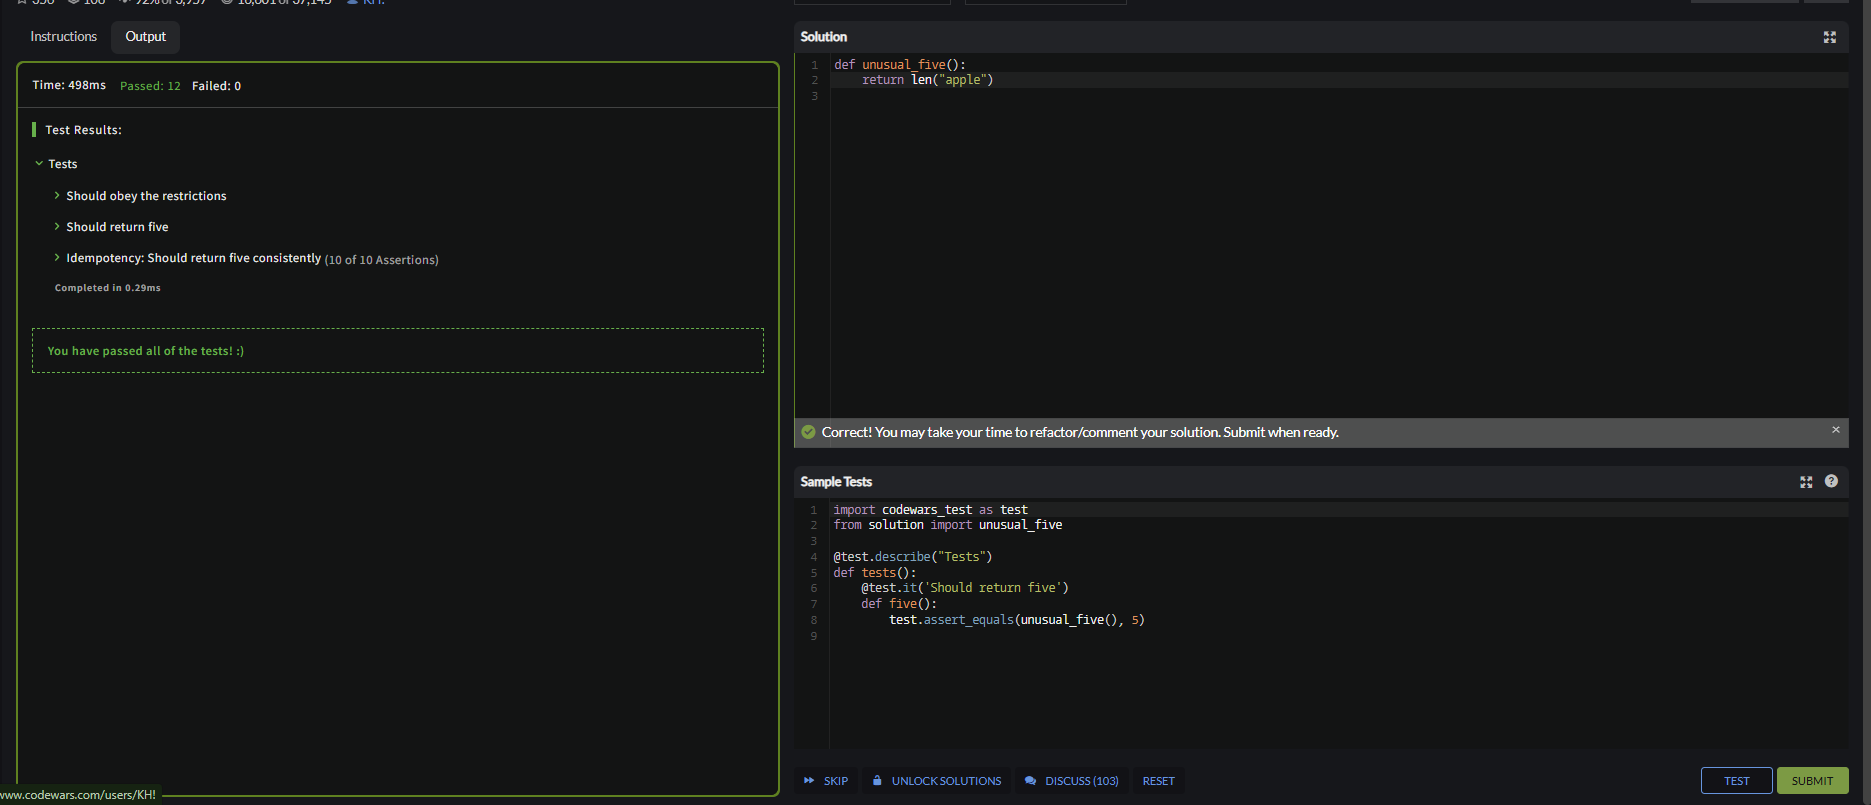 KH!
Instructions
Output
Time: 498ms Passed: 12 Failed: 0
Test Results:
Tests
Should obey the restrictions
Should return five
Idempotency: Should return five consistently (10 of 10 Assertions)
Completed in 0.29ms
You have passed all of the tests! :)
www.codewars.com/users/KH!
Solution
1 def unusual_five():
2 return len("apple")
3
Correct! You may take your time to refactor/comment your solution. Submit when ready.
×
Sample Tests
?
1 import codewars_test as test
2 from solution import unusual_five
3
4 @test.describe("Tests")
5 def tests():
6 @test.it('Should return five')
7 def five():
8 test.assert_equals(unusual_five(), 5)
9
SKIP
UNLOCK SOLUTIONS
DISCUSS (103)
RESET
TEST
SUBMIT